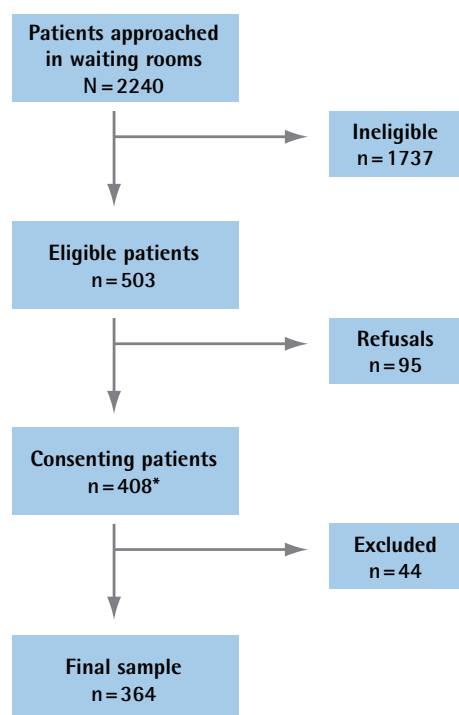 Patients approached
in waiting rooms
N = 2240
Ineligible
n = 1737
Eligible patients
n = 503
Refusals
n = 95
Consenting patients
n = 408*
Excluded
n = 44
Final sample
n = 364